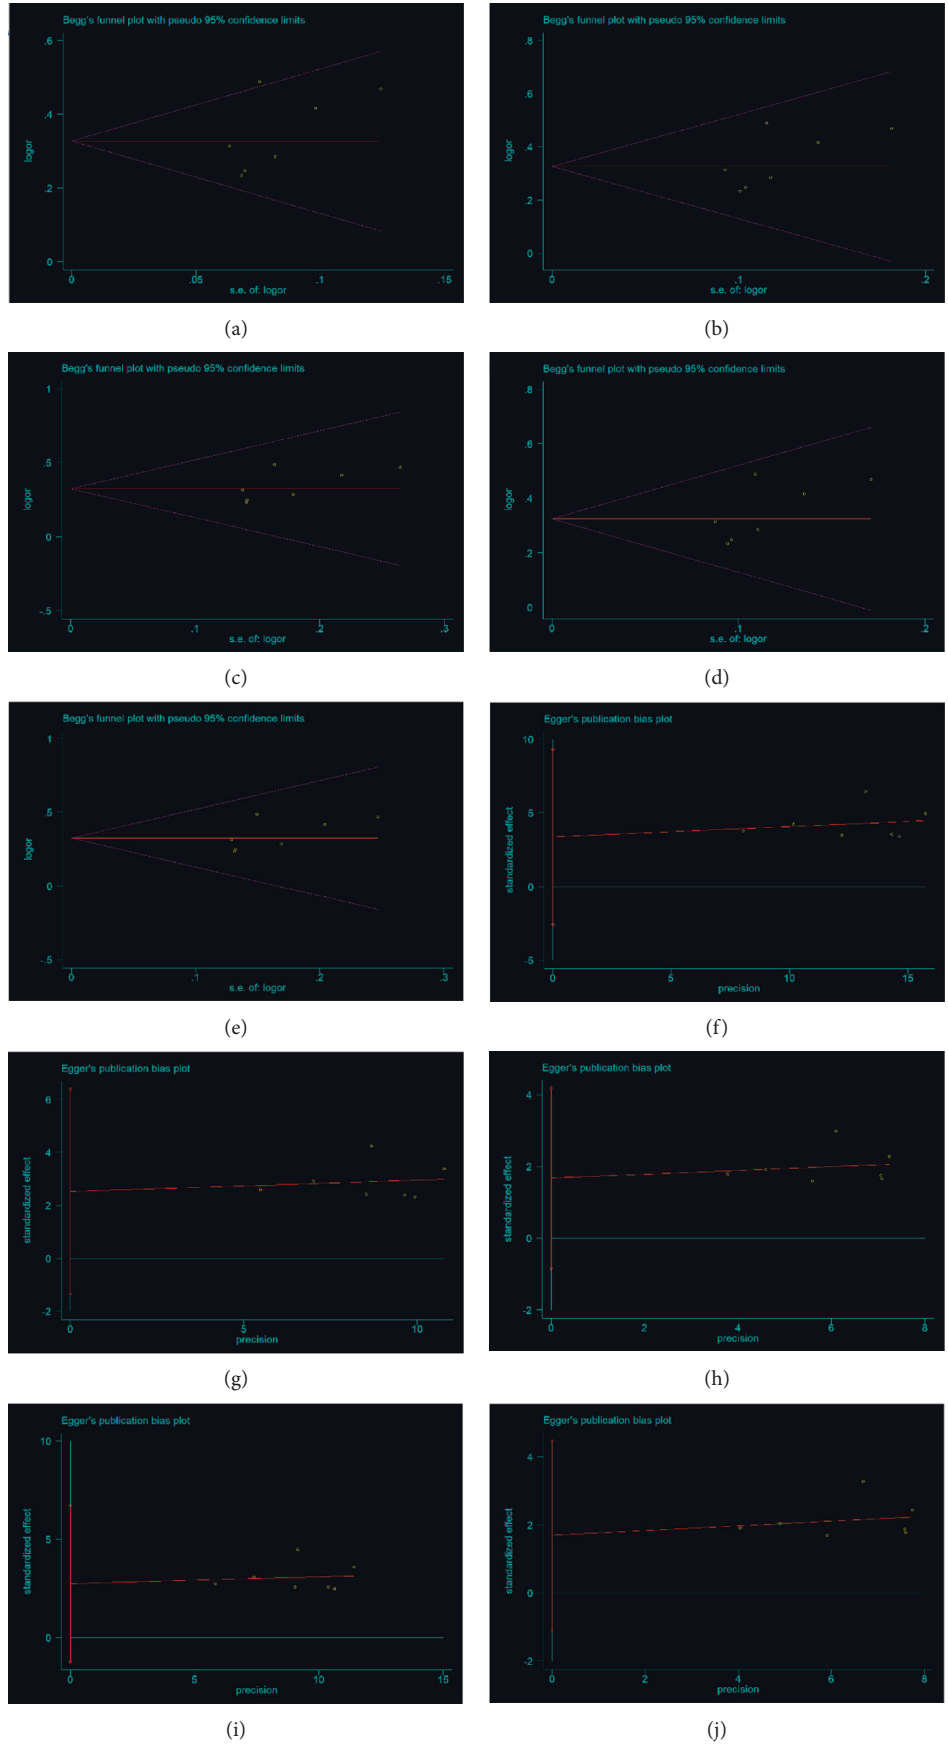 Begg's funnel plot with pseudo 95% confidence limits
.6
.4
.2
0
logor
0 .05 .1 .15
s.e. of: logor
(a)
Begg's funnel plot with pseudo 95% confidence limits
.8
.6
.4
.2
0
logor
0 .1 .2
s.e. of: logor
(b)
Begg's funnel plot with pseudo 95% confidence limits
1
.5
0
-.5
logor
0 .1 .2 .3
s.e. of: logor
(c)
Begg's funnel plot with pseudo 95% confidence limits
.8
.6
.4
.2
0
logor
0 .1 .2
s.e. of: logor
(d)
Begg's funnel plot with pseudo 95% confidence limits
1
.5
0
-.5
logor
0 .1 .2 .3
s.e. of: logor
(e)
Egger's publication bias plot
10
5
0
-5
standardized effect
0 5 10 15
precision
(f)
Egger's publication bias plot
6
4
2
0
-2
standardized effect
0 5 10
precision
(g)
Egger's publication bias plot
4
2
0
-2
standardized effect
0 2 4 6 8
precision
(h)
Egger's publication bias plot
10
5
0
standardized effect
0 5 10 15
precision
(i)
Egger's publication bias plot
4
2
0
-2
standardized effect
0 2 4 6 8
precision
(j)